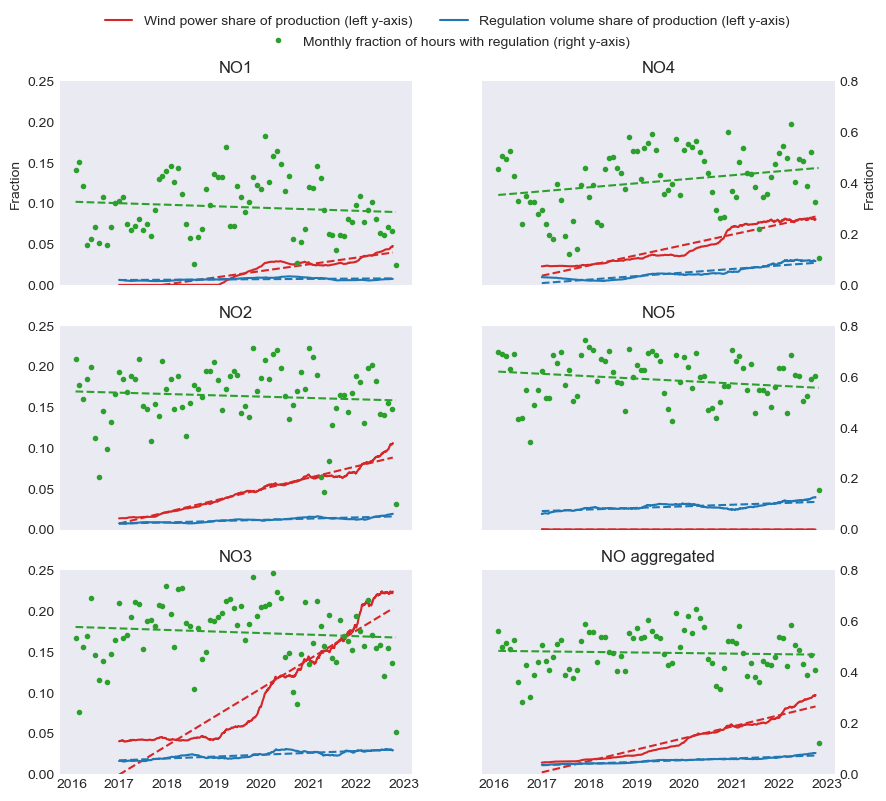 Wind power share of production (left y-axis)
Regulation volume share of production (left y-axis)
Monthly fraction of hours with regulation (right y-axis)
NO1
NO4
0.25
0.20
0.15
0.10
0.05
0.00
Fraction
0.8
0.6
0.4
0.2
0.0
Fraction
NO2
NO5
0.25
0.20
0.15
0.10
0.05
0.00
0.8
0.6
0.4
0.2
0.0
NO3
NO aggregated
0.25
0.20
0.15
0.10
0.05
0.00
0.8
0.6
0.4
0.2
0.0
2016 2017 2018 2019 2020 2021 2022 2023
2016 2017 2018 2019 2020 2021 2022 2023